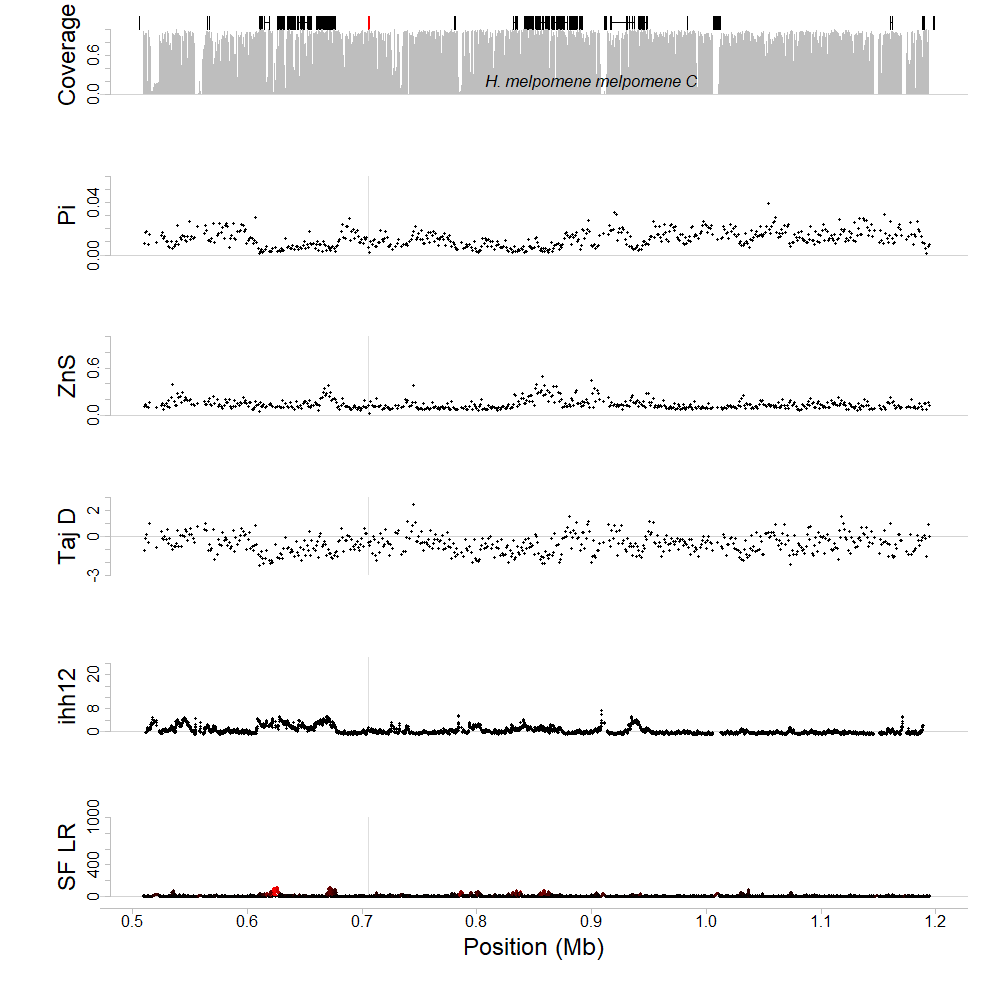 Coverage
0.0 0.6
H. melpomene melpomene C
Pi
0.00 0.04
ZnS
0.0 0.6
Taj D
-3 0 2
ihh12
0 8 20
SF LR
0 400 1000
0.5 0.6 0.7 0.8 0.9 1.0 1.1 1.2
Position (Mb)